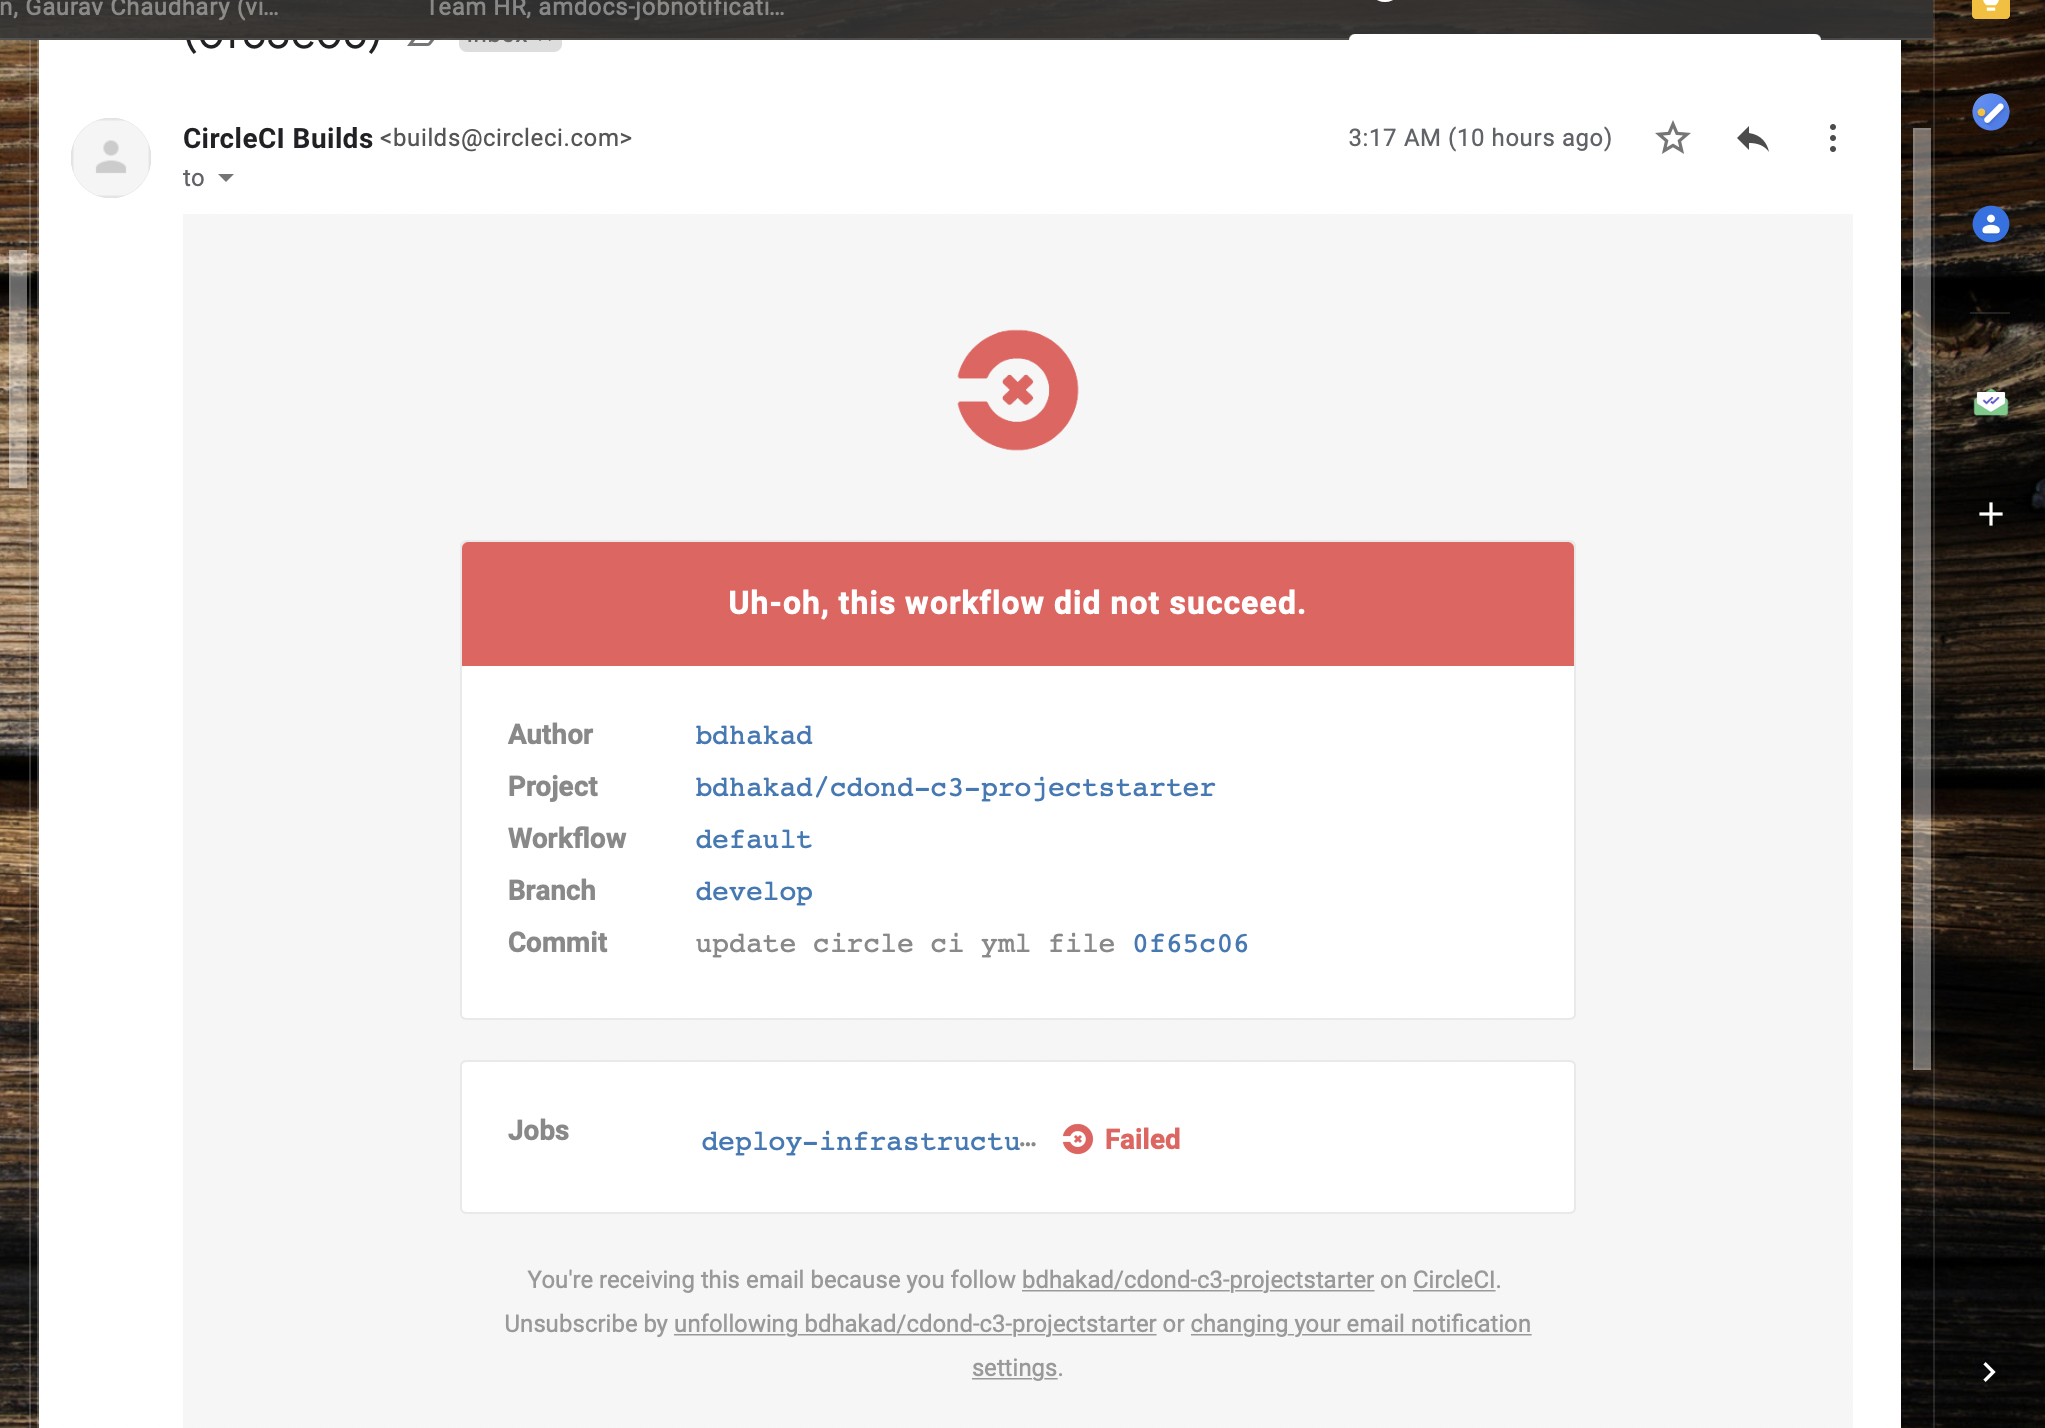 n, Gaurav Chaudhary (vi...
Team HR, amdocs-jobnotificati...
CircleCI Builds <builds@circleci.com>
3:17 AM (10 hours ago)
to
Uh-oh, this workflow did not succeed.
Author bdhakad
Project bdhakad/cdond-c3-projectstarter
Workflow default
Branch develop
Commit update circle ci yml file 0f65c06
Jobs deploy-infrastructu… Failed
You're receiving this email because you follow bdhakad/cdond-c3-projectstarter on CircleCI.
Unsubscribe by unfollowing bdhakad/cdond-c3-projectstarter or changing your email notification
settings.